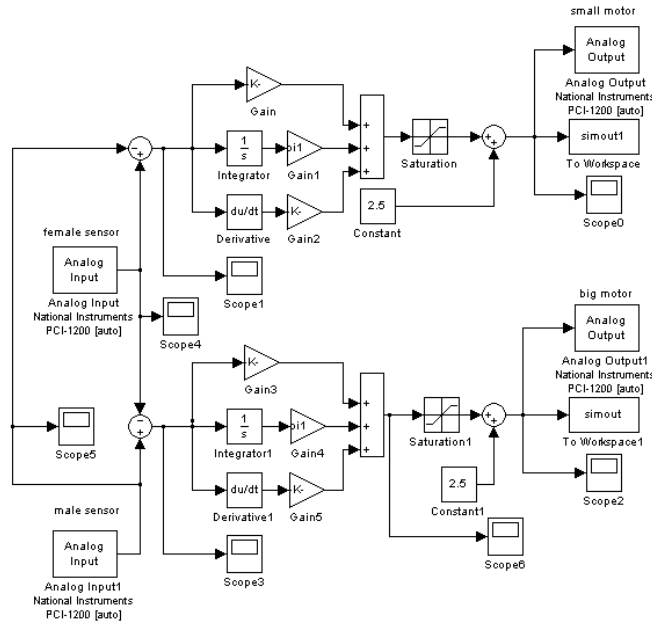 small motor
Analog
Output
Analog Output
National Instruments
PCI-1200 [auto]
K-
Gain
1
s
Integrator
pi1
Gain1
du/dt
Derivative
K-
Gain2
+
+
+
Saturation
2.5
Constant
+
+
simout1
To Workspace
Scope0
-
+
female sensor
Analog
Input
Analog Input
National Instruments
PCI-1200 [auto]
Scope1
Scope4
big motor
Analog
Output
Analog Output1
National Instruments
PCI-1200 [auto]
K-
Gain3
1
s
Integrator1
pi1
Gain4
du/dt
Derivative1
K-
Gain5
+
+
+
Saturation1
2.5
Constant1
+
+
simout
To Workspace1
Scope2
-
+
Scope5
male sensor
Analog
Input
Analog Input1
National Instruments
PCI-1200 [auto]
Scope3
Scope6